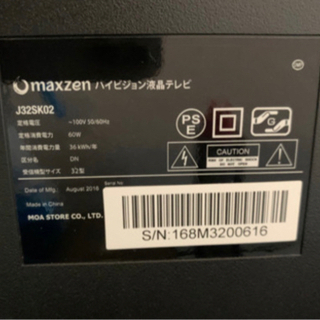 maxzen ハイビジョン液晶テレビ
J32SK02
定格電圧 ~100V 50/60Hz
定格消費電力 60W
年間消費電力量 36 kWh/年
区分 DN
受信機型サイズ 32型
Date of Mfg. August 2018 Serial No.
Made in China
MOA STORE CO., LTD.
PS
E
CAUTION
S/N:168M3200616